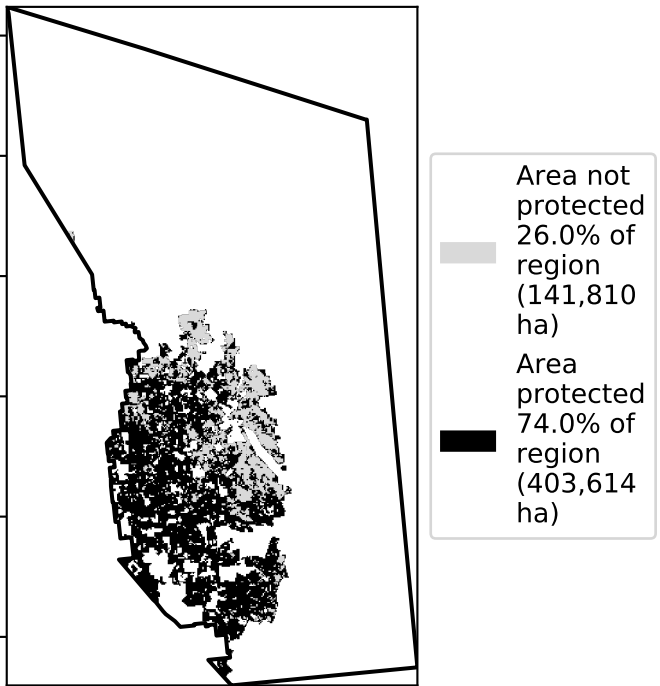 Area not
protected
26.0% of
region
(141,810
ha)
Area
protected
74.0% of
region
(403,614
ha)